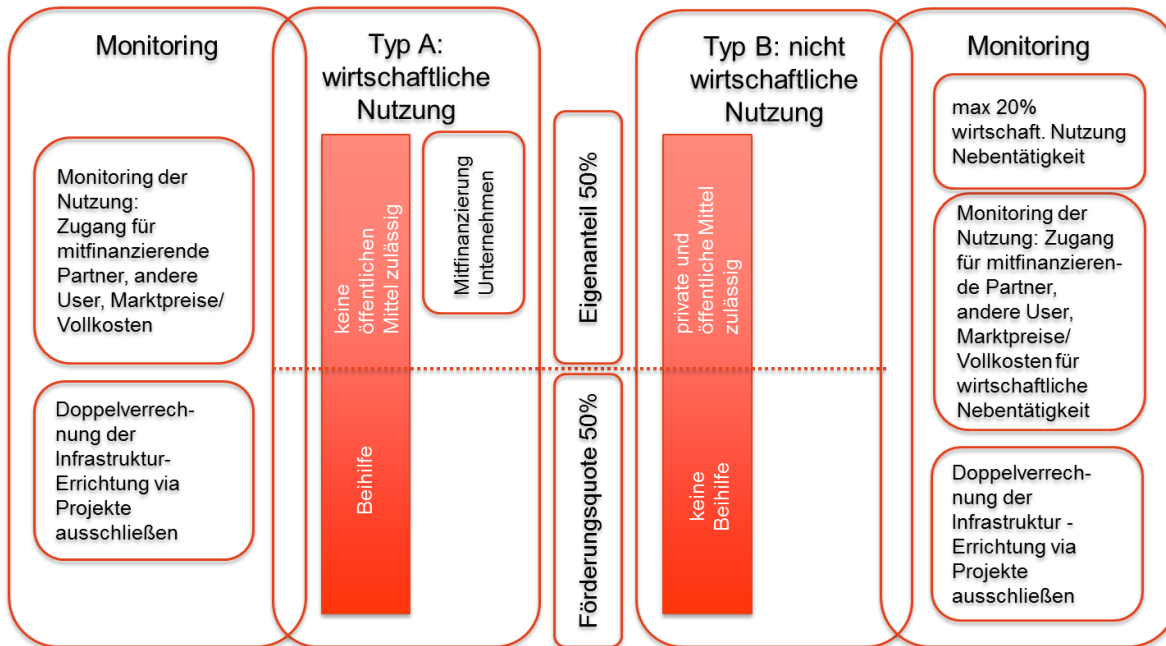 Monitoring
Monitoring der
Nutzung:
Zugang für
mitfinanzierende
Partner, andere
User, Marktpreise/
Vollkosten
Doppelverrech-
nung der
Infrastruktur-
Errichtung via
Projekte
ausschließen
Typ A:
wirtschaftliche
Nutzung
keine
öffentlichen
Mittel zulässig
Beihilfe
Mitfinanzierung
Unternehmen
Eigenanteil 50%
Förderungsquote 50%
Typ B: nicht
wirtschaftliche
Nutzung
private und
öffentliche Mittel
zulässig
keine
Beihilfe
Monitoring
max 20%
wirtschaft. Nutzung
Nebentätigkeit
Monitoring der
Nutzung: Zugang
für mitfinanzieren-
de Partner,
andere User,
Marktpreise/
Vollkosten für
wirtschaftliche
Nebentätigkeit
Doppelverrech-
nung der
Infrastruktur -
Errichtung via
Projekte
ausschließen